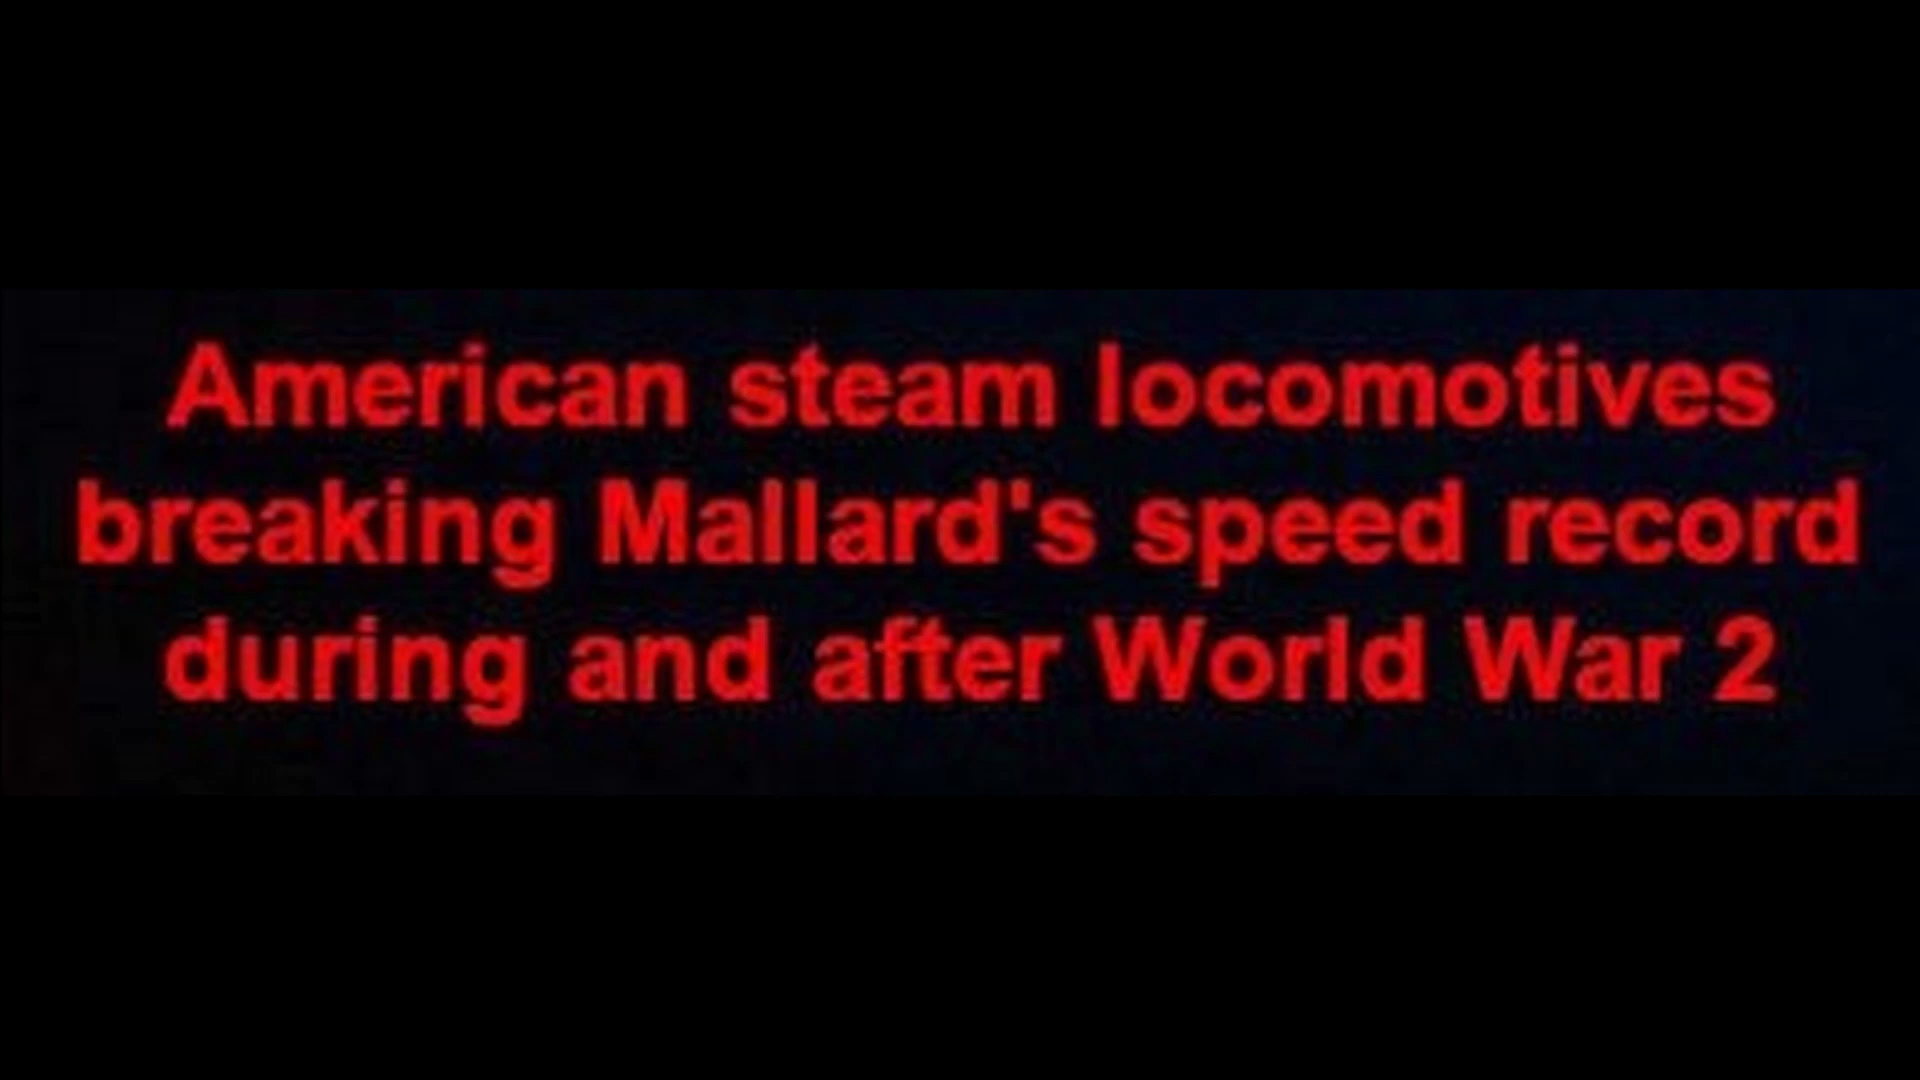 American steam locomotives
breaking Mallard's speed record
during and after World War 2